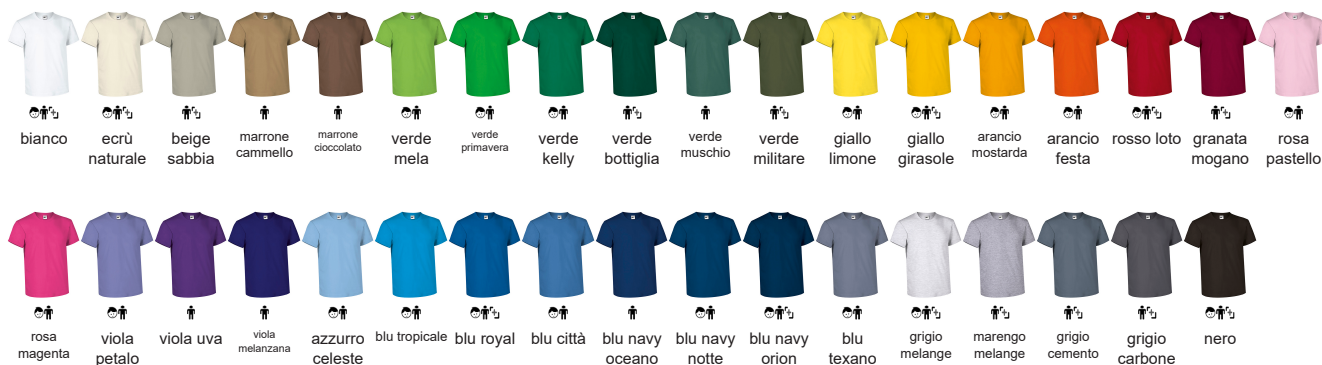 bianco
ecrù
naturale
beige
sabbia
marrone
cammello
marrone
cioccolato
verde
mela
verde
primavera
verde
kelly
verde
bottiglia
verde
muschio
verde
militare
giallo
limone
giallo
girasole
arancio
mostarda
arancio
festa
rosso loto
granata
mogano
rosa
pastello
rosa
magenta
viola
petalo
viola uva
viola
melanzana
azzurro
celeste
blu tropicale
blu royal
blu città
blu navy
oceano
blu navy
notte
blu navy
orion
blu
texano
grigio
melange
marengo
melange
grigio
cemento
grigio
carbone
nero